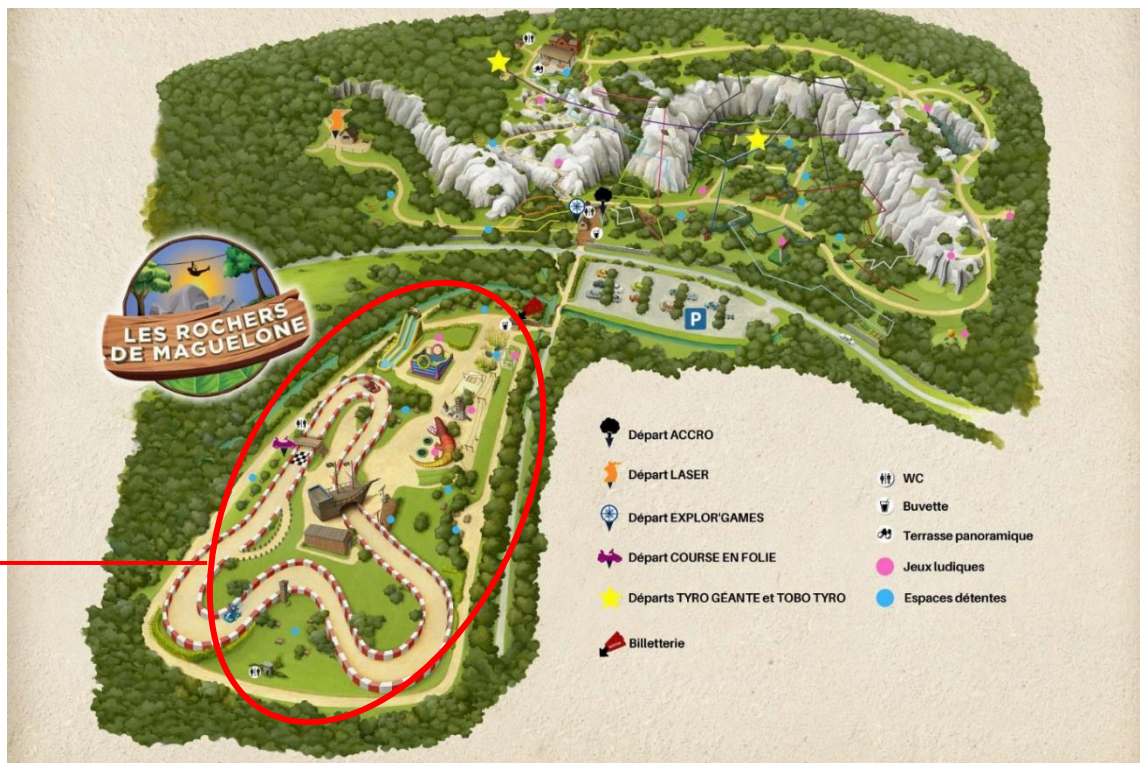 LES ROCHERS
DE MAGUELONE
P
Départ ACCRO
Départ LASER
Départ EXPLOR'GAMES
Départ COURSE EN FOLIE
Départs TYRO GÉANTE et TOBO TYRO
Billetterie
WC
Buvette
Terrasse panoramique
Jeux ludiques
Espaces détentes